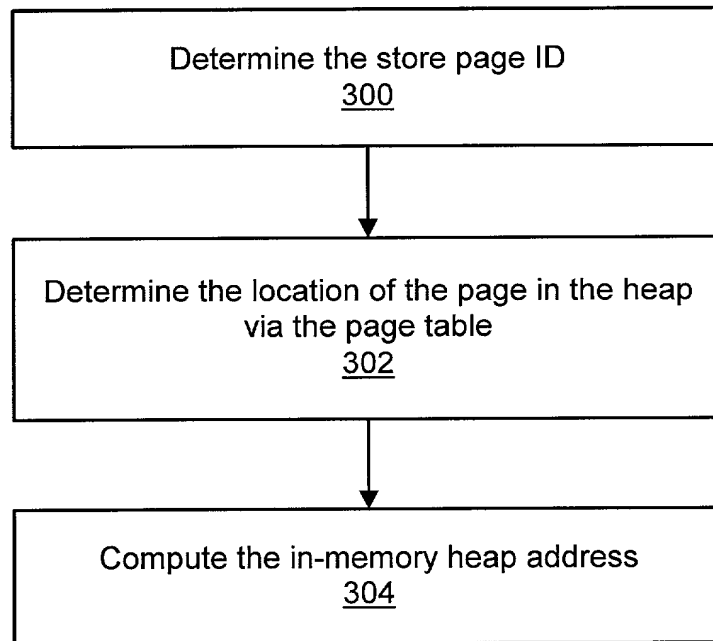 Determine the store page ID
300
Determine the location of the page in the heap
via the page table
302
Compute the in-memory heap address
304